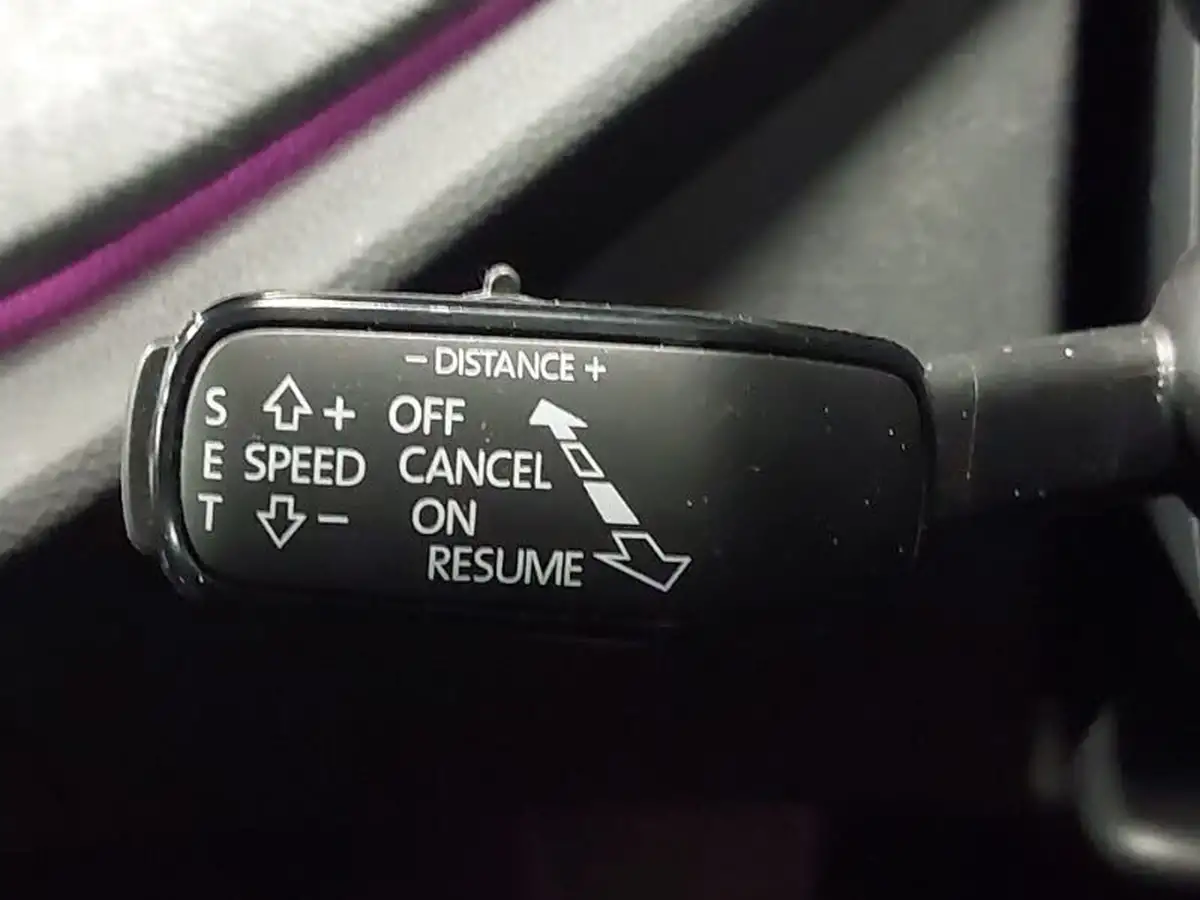 – DISTANCE +
S + OFF
E SPEED CANCEL
T – ON
RESUME